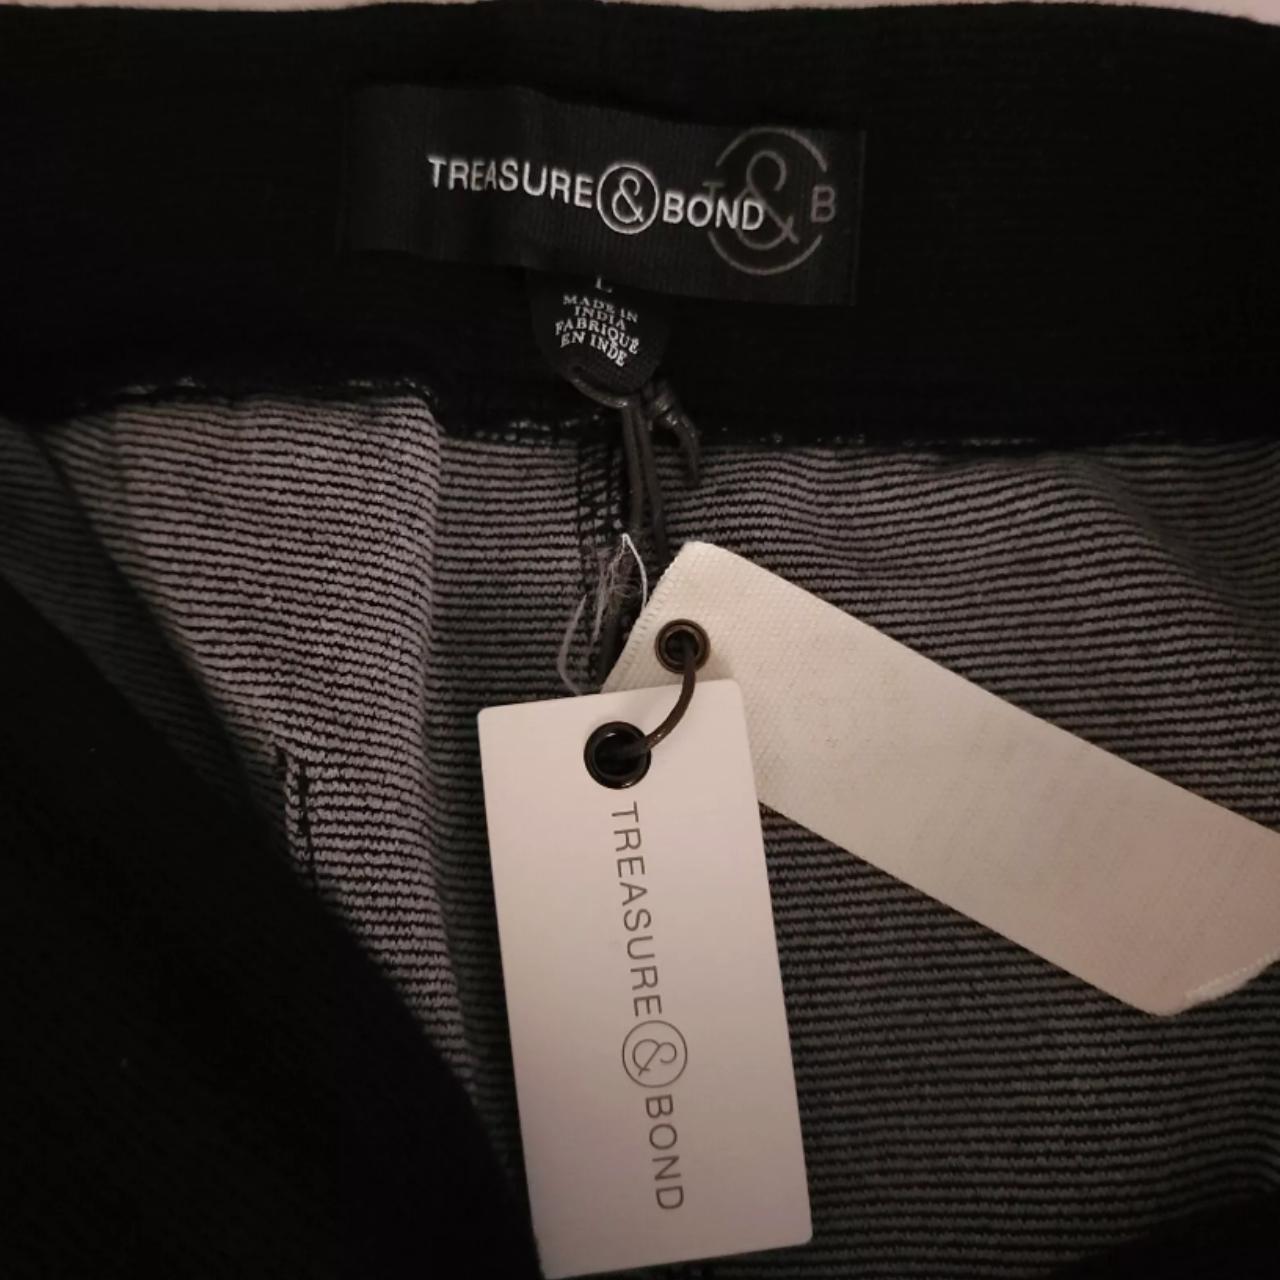 TREASURE & BOND
T & B
L
MADE IN
INDIA
FABRIQUÉ
EN INDE
TREASURE & BOND